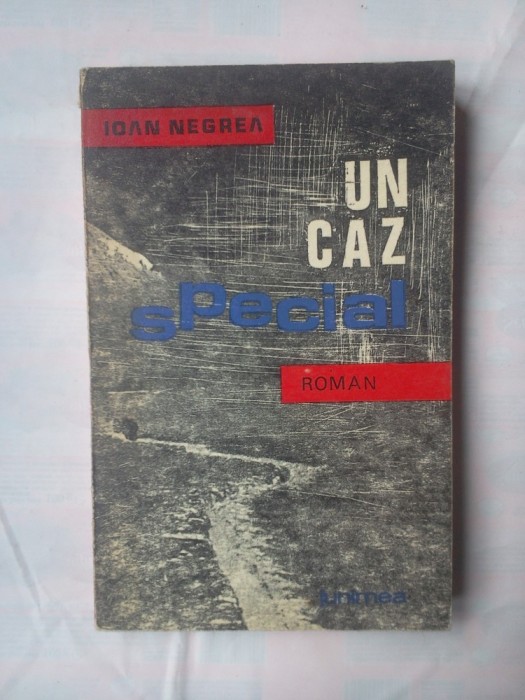 IOAN NEGREA
UN
CAZ
special
ROMAN
junimea